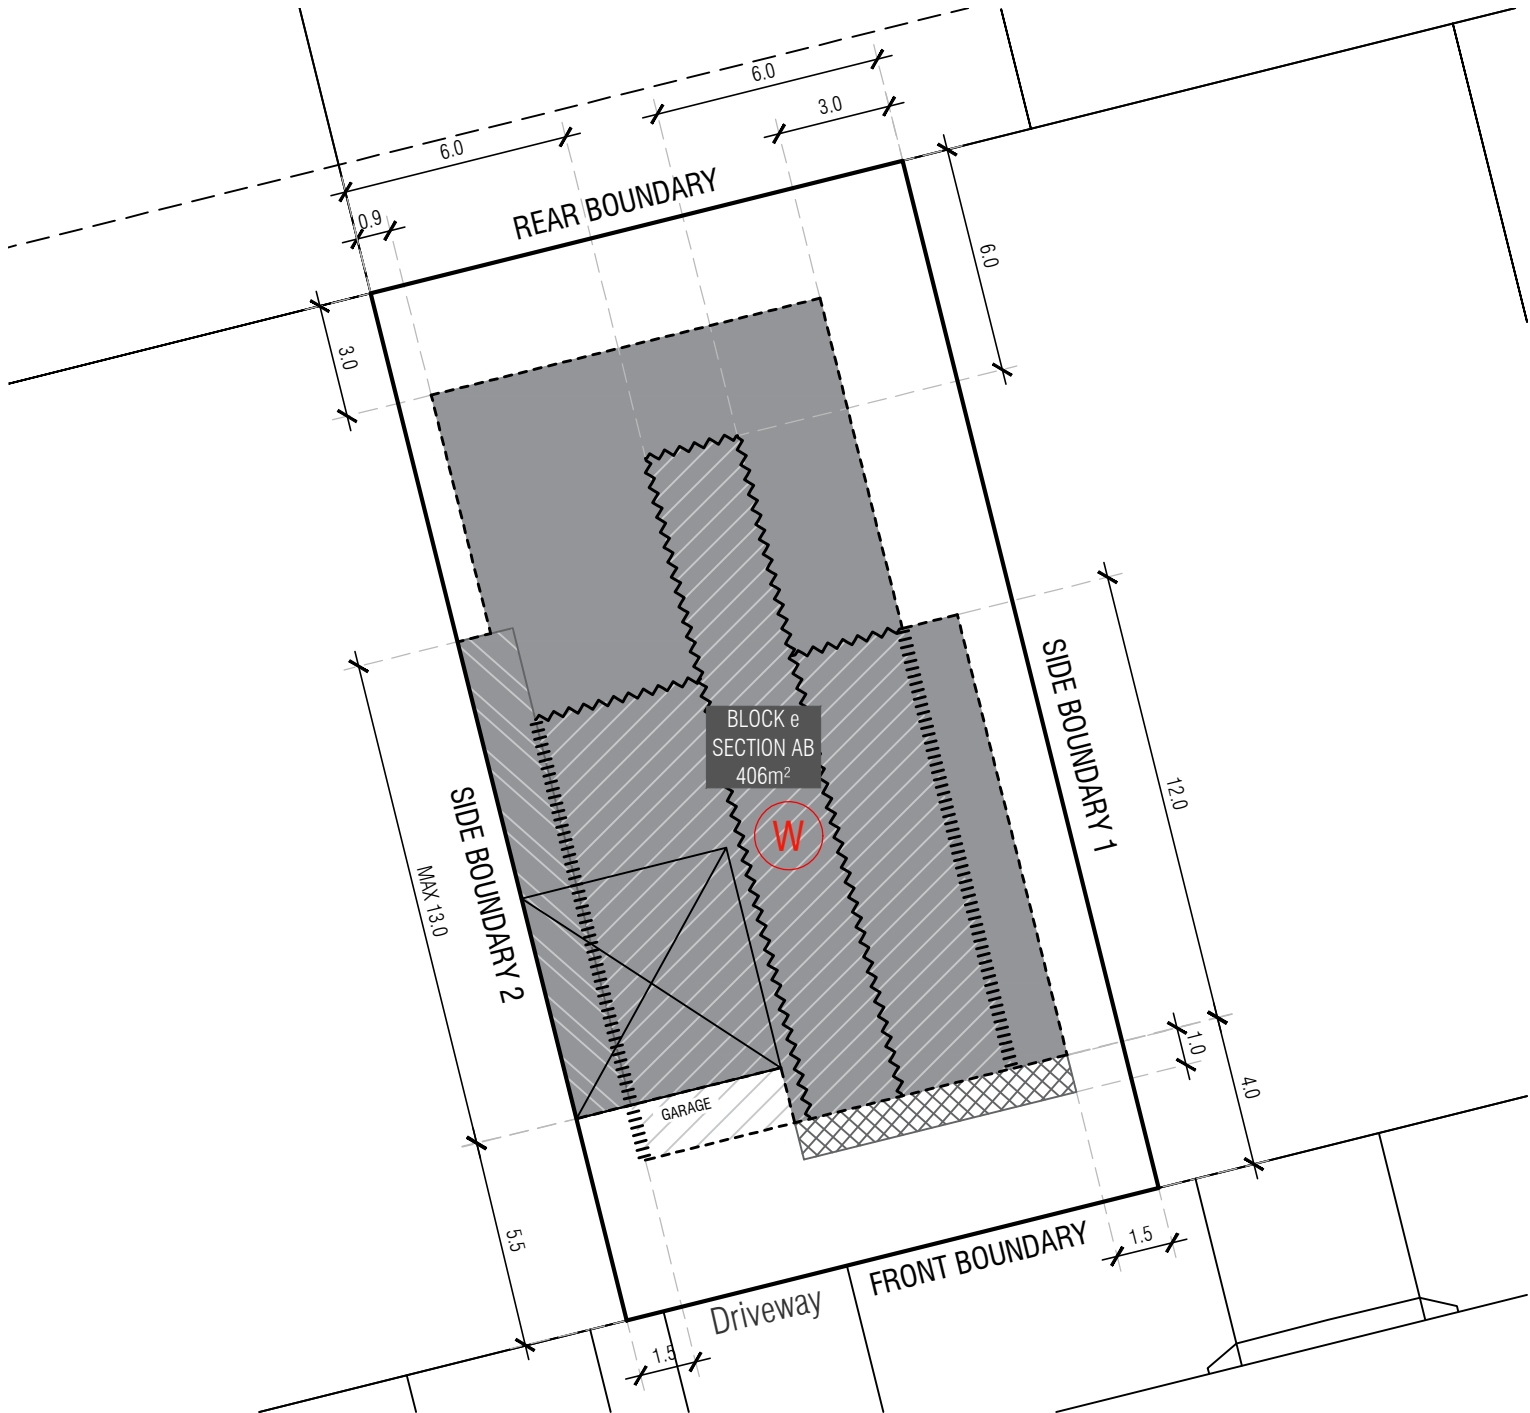 6.0
3.0
6.0
0.9
REAR BOUNDARY
6.0
3.0
BLOCK e
SECTION AB
406m²
W
SIDE BOUNDARY 1
12.0
SIDE BOUNDARY 2
MAX 13.0
1.0
4.0
GARAGE
5.5
FRONT BOUNDARY
1.5
Driveway
1.5